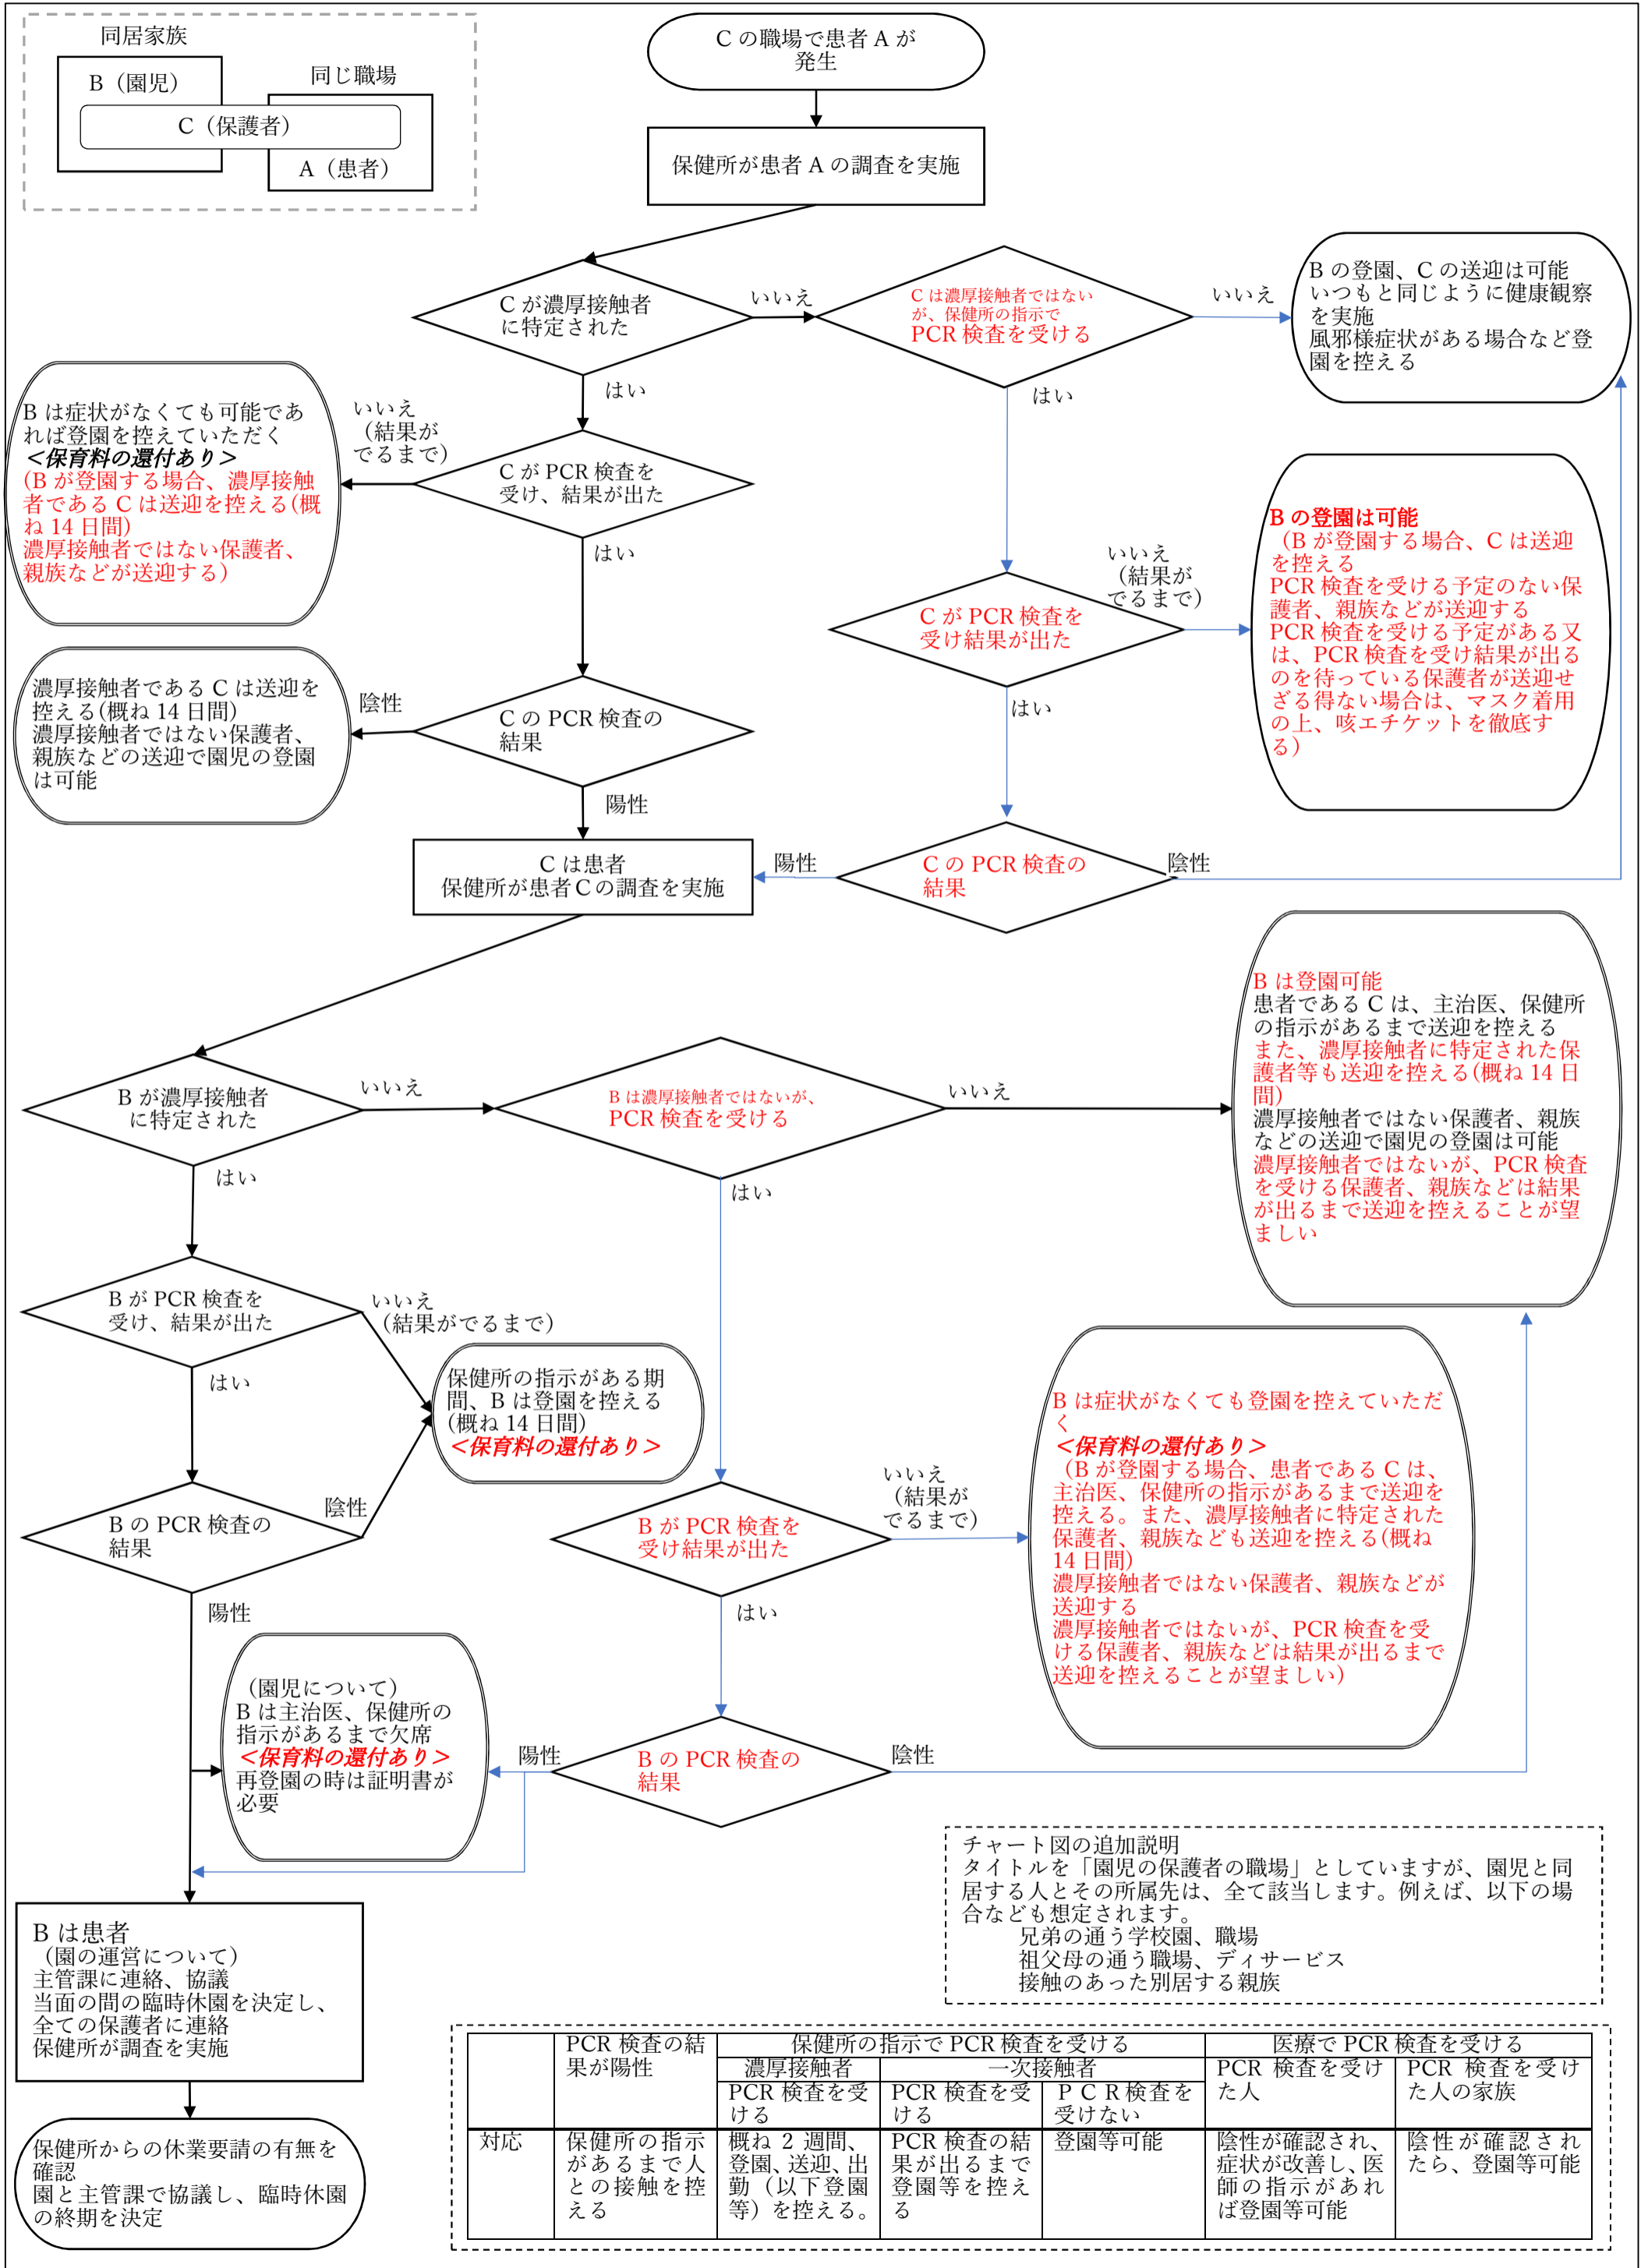 同居家族
B（園児）
同じ職場
C（保護者）
A（患者）
C の職場で患者 A が
発生
保健所が患者 A の調査を実施
C が濃厚接触者
に特定された
いいえ
はい
C は濃厚接触者ではない
が、保健所の指示で
PCR 検査を受ける
いいえ
はい
B の登園、C の送迎は可能
いつもと同じように健康観察
を実施
風邪様症状がある場合など登
園を控える
B は症状がなくても可能であ
れば登園を控えていただく
＜保育料の還付あり＞
（B が登園する場合、濃厚接触
者である C は送迎を控える(概
ね 14 日間)
濃厚接触者ではない保護者、
親族などが送迎する）
いいえ
（結果が
でるまで）
C が PCR 検査を
受け、結果が出た
はい
B の登園は可能
（B が登園する場合、C は送迎
を控える
PCR 検査を受ける予定のない保
護者、親族などが送迎する
PCR 検査を受ける予定がある又
は、PCR 検査を受け結果が出る
のを待っている保護者が送迎せ
ざる得ない場合は、マスク着用
の上、咳エチケットを徹底す
る）
いいえ
（結果が
でるまで）
C が PCR 検査を
受け結果が出た
はい
濃厚接触者である C は送迎を
控える(概ね 14 日間)
濃厚接触者ではない保護者、
親族などの送迎で園児の登園
は可能
陰性
C の PCR 検査の
結果
陽性
C は患者
保健所が患者 C の調査を実施
陽性
C の PCR 検査の
結果
陰性
B は登園可能
患者である C は、主治医、保健所
の指示があるまで送迎を控える
また、濃厚接触者に特定された保
護者等も送迎を控える(概ね 14 日
間)
濃厚接触者ではない保護者、親族
などの送迎で園児の登園は可能
濃厚接触者ではないが、PCR 検査
を受ける保護者、親族などは結果
が出るまで送迎を控えることが望
ましい
B が濃厚接触者
に特定された
いいえ
はい
B は濃厚接触者ではないが、
PCR 検査を受ける
いいえ
はい
B が PCR 検査を
受け、結果が出た
いいえ
（結果がでるまで）
はい
保健所の指示がある期
間、B は登園を控える
(概ね 14 日間)
＜保育料の還付あり＞
B の PCR 検査の
結果
陰性
陽性
B が PCR 検査を
受け結果が出た
いいえ
（結果が
でるまで）
はい
B は症状がなくても登園を控えていただ
く
＜保育料の還付あり＞
（B が登園する場合、患者である C は、
主治医、保健所の指示があるまで送迎を
控える。また、濃厚接触者に特定された
保護者、親族なども送迎を控える(概ね
14 日間)
濃厚接触者ではない保護者、親族などが
送迎する
濃厚接触者ではないが、PCR 検査を受
ける保護者、親族などは結果が出るまで
送迎を控えることが望ましい）
（園児について）
B は主治医、保健所の
指示があるまで欠席
＜保育料の還付あり＞
再登園の時は証明書が
必要
陽性
B の PCR 検査の
結果
陰性
チャート図の追加説明
タイトルを「園児の保護者の職場」としていますが、園児と同
居する人とその所属先は、全て該当します。例えば、以下の場
合なども想定されます。
兄弟の通う学校園、職場
祖父母の通う職場、ディサービス
接触のあった別居する親族
B は患者
（園の運営について）
主管課に連絡、協議
当面の間の臨時休園を決定し、
全ての保護者に連絡
保健所が調査を実施
保健所からの休業要請の有無を
確認
園と主管課で協議し、臨時休園
の終期を決定
PCR 検査の結
果が陽性
保健所の指示で PCR 検査を受ける
医療で PCR 検査を受ける
濃厚接触者
一次接触者
PCR 検査を受け
た人
PCR 検査を受け
た人の家族
PCR 検査を受
ける
PCR 検査を受
ける
ＰＣＲ検査を
受けない
対応
保健所の指示
があるまで人
との接触を控
える
概ね 2 週間、
登園、送迎、出
勤（以下登園
等）を控える。
PCR 検査の結
果が出るまで
登園等を控え
る
登園等可能
陰性が確認され、
症状が改善し、医
師の指示があれ
ば登園等可能
陰性が確認され
たら、登園等可能